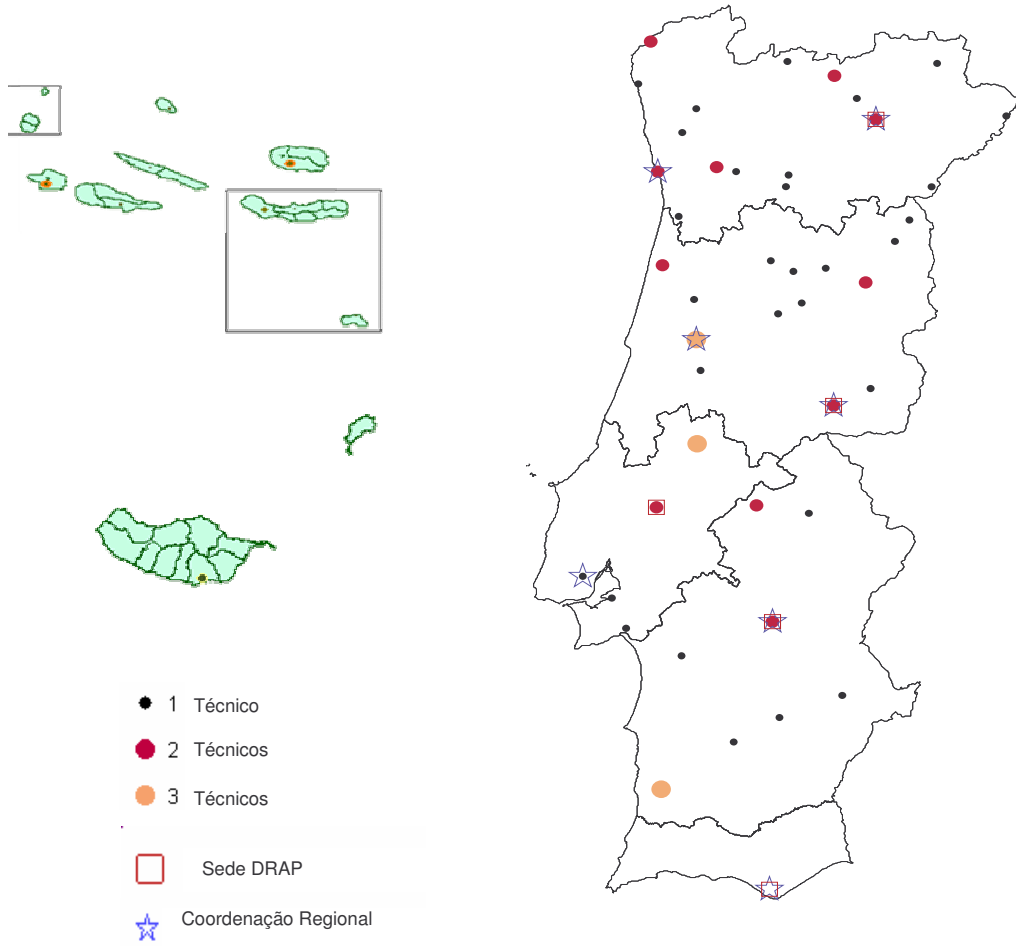 1 Técnico
2 Técnicos
3 Técnicos
Sede DRAP
Coordenação Regional